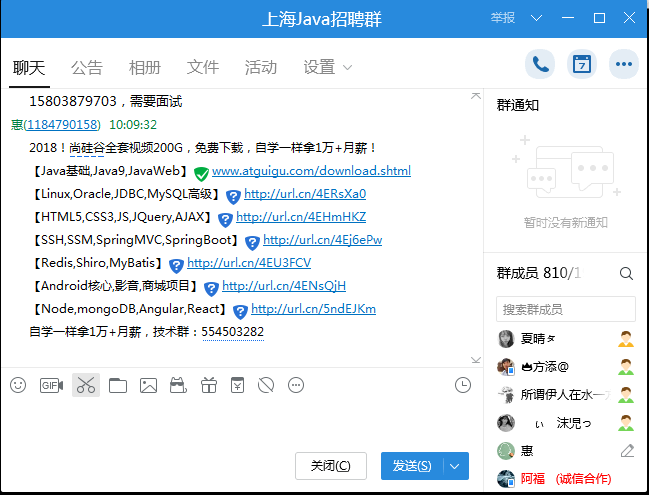 上海Java招聘群
举报
聊天 公告 相册 文件 活动 设置
7
15803879703，需要面试
惠(1184790158) 10:09:32
2018！尚硅谷全套视频200G，免费下载，自学一样拿1万+月薪！
【Java基础,Java9,JavaWeb】 www.atguigu.com/download.shtml
【Linux,Oracle,JDBC,MySQL高级】 http://url.cn/4ERsXa0
【HTML5,CSS3,JS,JQuery,AJAX】 http://url.cn/4EHmHKZ
【SSH,SSM,SpringMVC,SpringBoot】 http://url.cn/4Ej6ePw
【Redis,Shiro,MyBatis】 http://url.cn/4EU3FCV
【Android核心,影音,商城项目】 http://url.cn/4ENsQjH
【Node,mongoDB,Angular,React】 http://url.cn/5ndEJKm
自学一样拿1万+月薪，技术群：554503282
GIF
关闭(C) 发送(S)
群通知
暂时没有新通知
群成员 810/1
搜索群成员
夏晴ㄆ
方添@
所谓伊人在水一
ぃ 沫児っ
惠
阿福 (诚信合作)